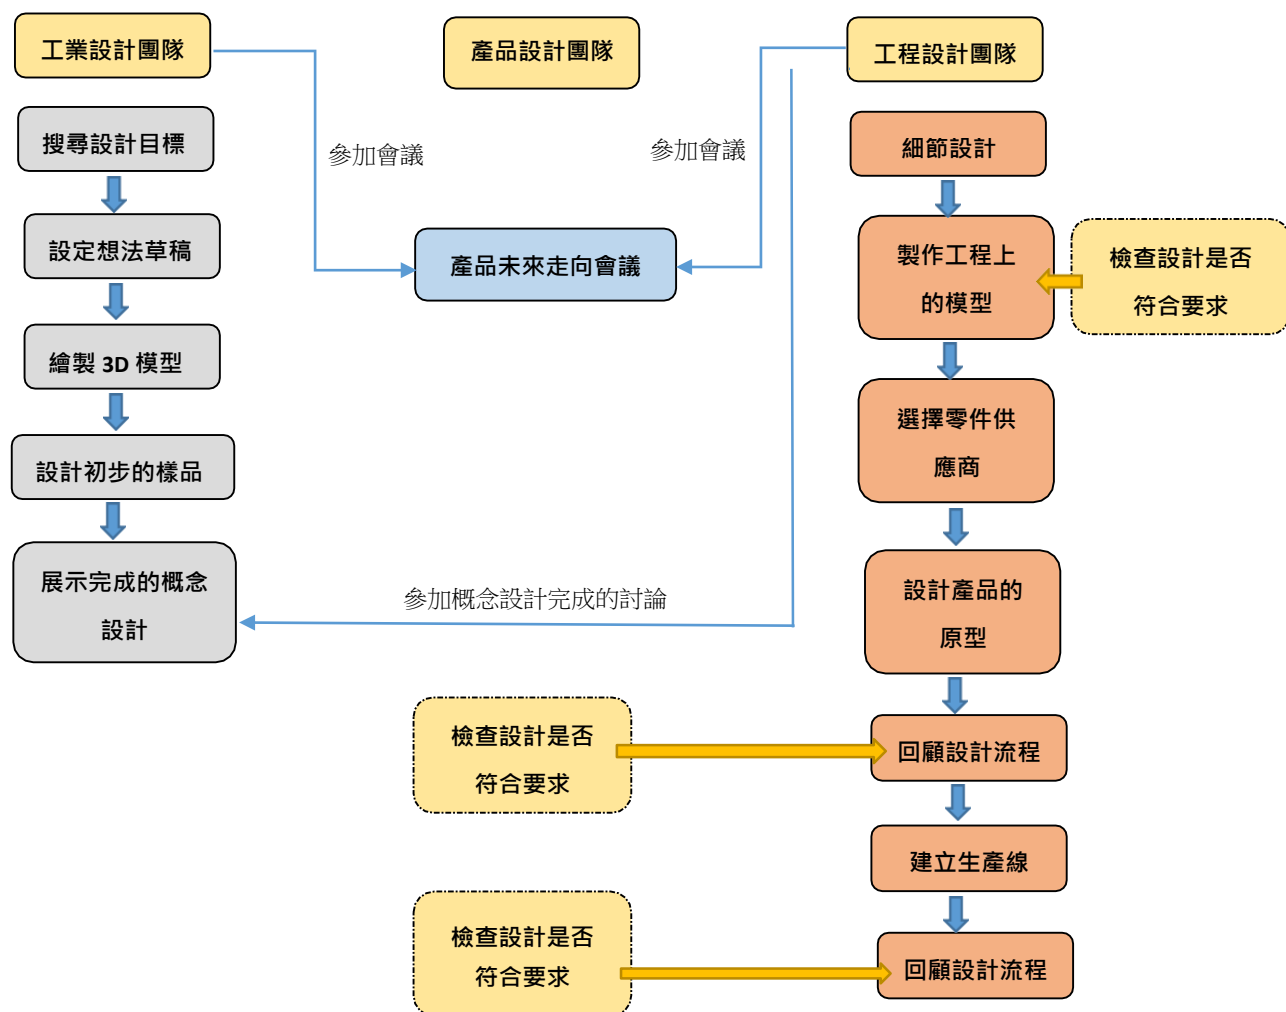 工業設計團隊
產品設計團隊
工程設計團隊
搜尋設計目標
參加會議
參加會議
細節設計
設定想法草稿
產品未來走向會議
製作工程上
的模型
檢查設計是否
符合要求
繪製 3D 模型
選擇零件供
應商
設計初步的樣品
展示完成的概念
設計
參加概念設計完成的討論
設計產品的
原型
檢查設計是否
符合要求
回顧設計流程
建立生產線
檢查設計是否
符合要求
回顧設計流程